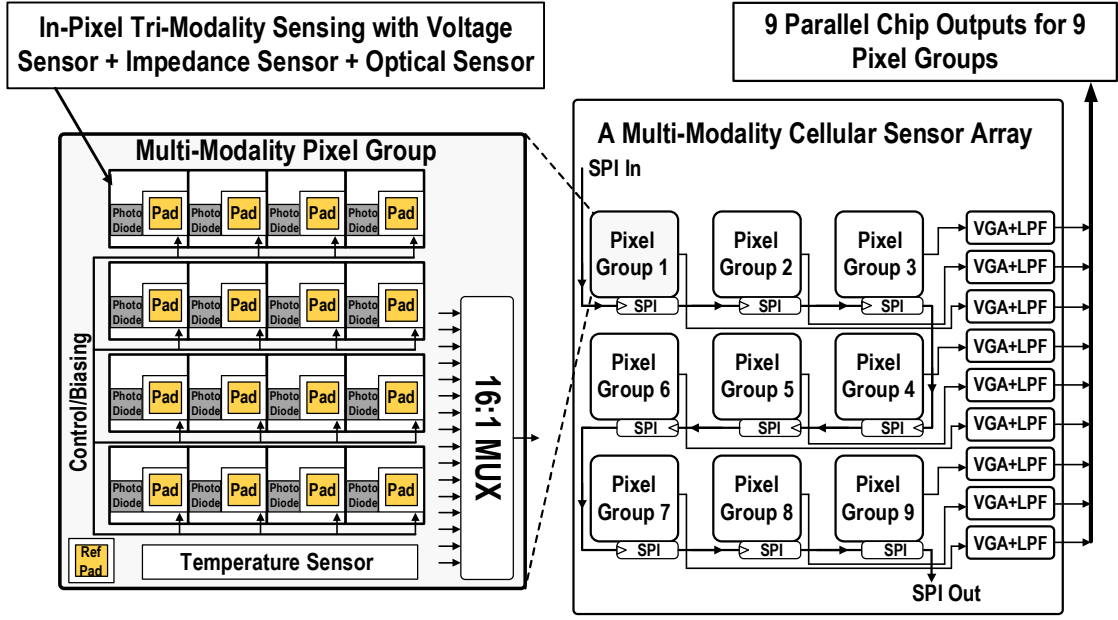 In-Pixel Tri-Modality Sensing with Voltage
Sensor + Impedance Sensor + Optical Sensor
9 Parallel Chip Outputs for 9
Pixel Groups
Multi-Modality Pixel Group
Photo
Diode
Pad
Photo
Diode
Pad
Photo
Diode
Pad
Photo
Diode
Pad
Photo
Diode
Pad
Photo
Diode
Pad
Photo
Diode
Pad
Photo
Diode
Pad
Photo
Diode
Pad
Photo
Diode
Pad
Photo
Diode
Pad
Photo
Diode
Pad
Photo
Diode
Pad
Photo
Diode
Pad
Photo
Diode
Pad
Photo
Diode
Pad
Control/Biasing
16:1 MUX
Ref
Pad
Temperature Sensor
A Multi-Modality Cellular Sensor Array
SPI In
Pixel
Group 1
SPI
Pixel
Group 2
SPI
Pixel
Group 3
SPI
Pixel
Group 6
SPI
Pixel
Group 5
SPI
Pixel
Group 4
SPI
Pixel
Group 7
SPI
Pixel
Group 8
SPI
Pixel
Group 9
SPI
VGA+LPF
VGA+LPF
VGA+LPF
VGA+LPF
VGA+LPF
VGA+LPF
VGA+LPF
VGA+LPF
VGA+LPF
SPI Out